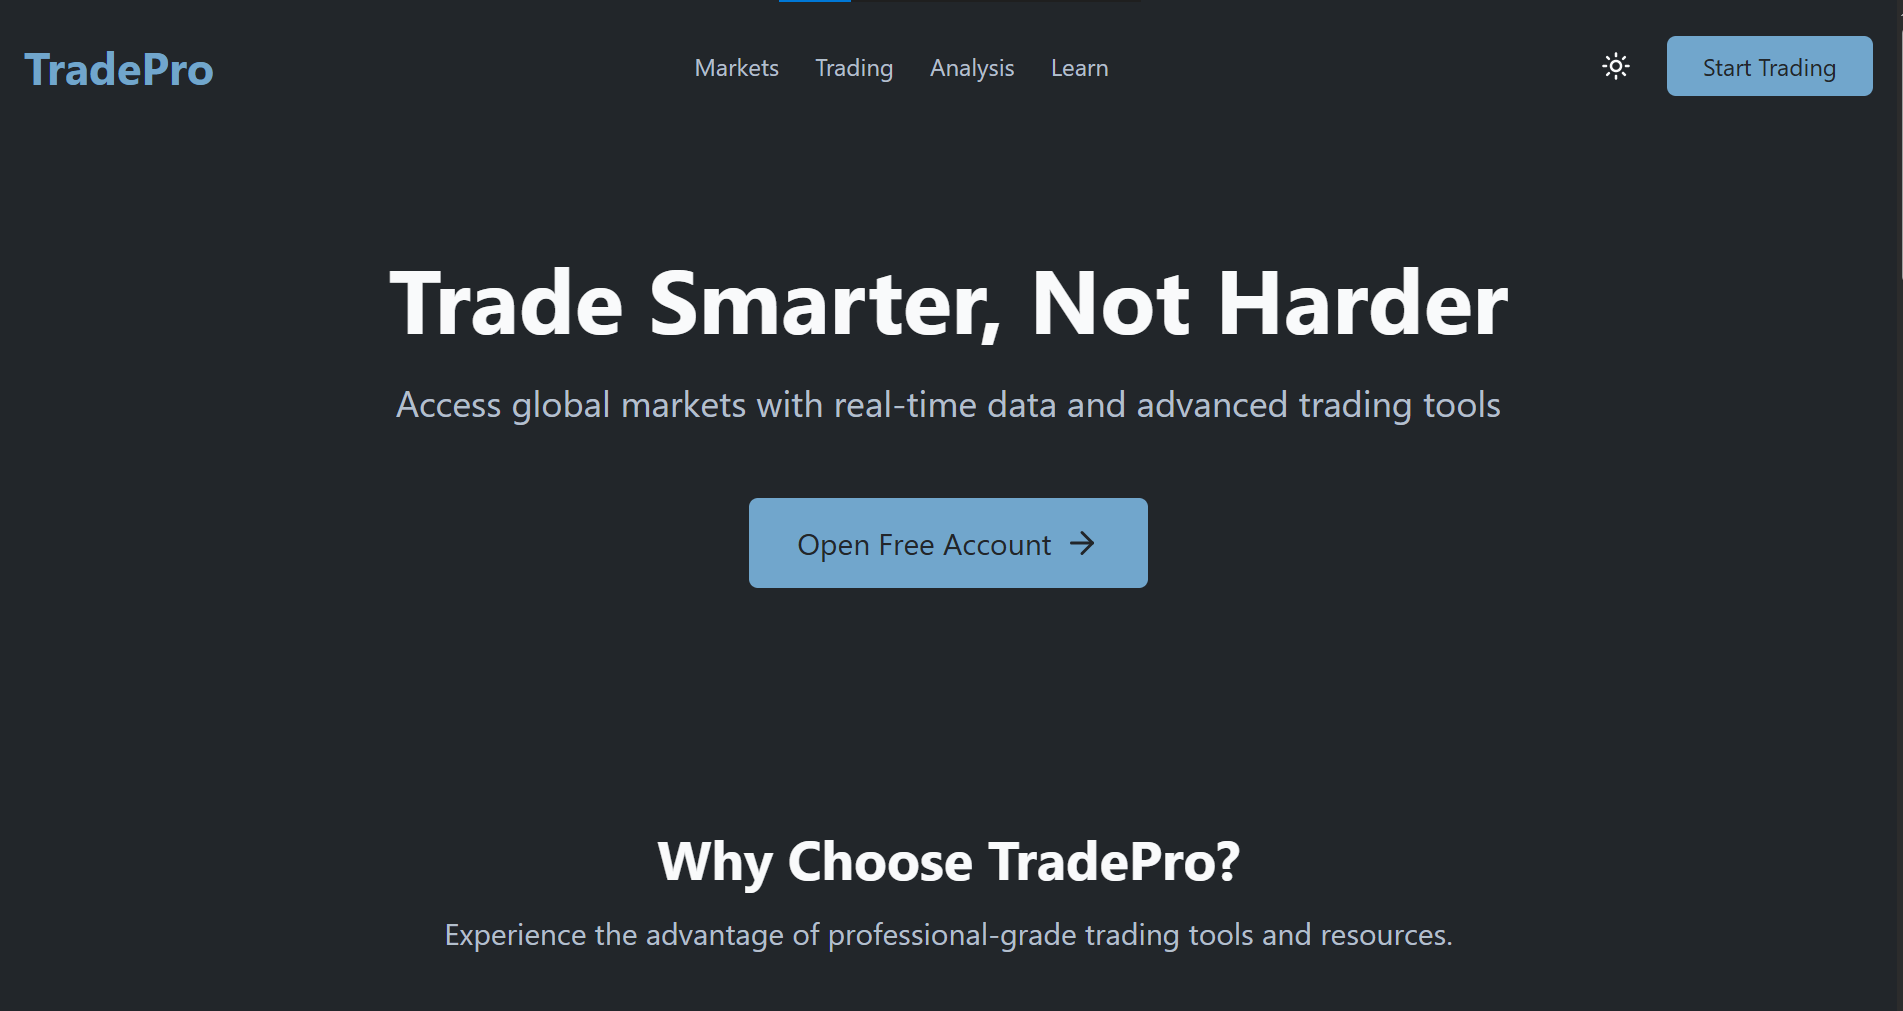 TradePro
Markets Trading Analysis Learn
Start Trading
Trade Smarter, Not Harder
Access global markets with real-time data and advanced trading tools
Open Free Account →
Why Choose TradePro?
Experience the advantage of professional-grade trading tools and resources.